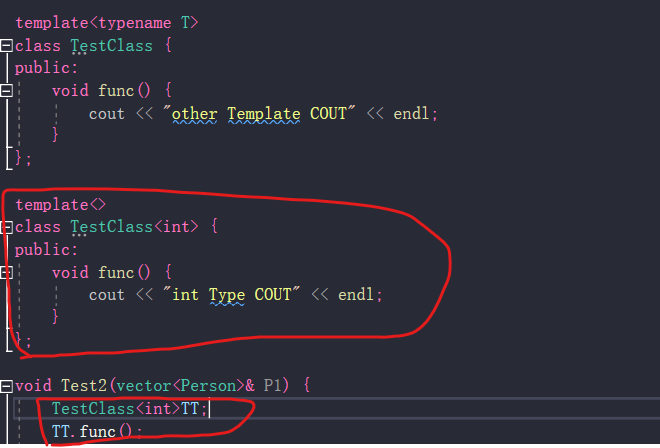 template<typename T>
class TestClass {
public:
void func() {
cout << "other Template COUT" << endl;
}
};
template<>
class TestClass<int> {
public:
void func() {
cout << "int Type COUT" << endl;
}
};
void Test2(vector<Person>& P1) {
TestClass<int>TT;
TT.func();